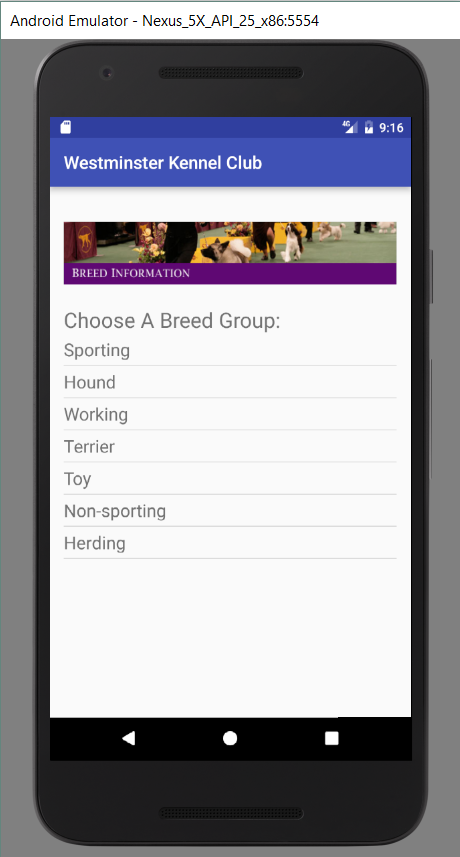 Android Emulator - Nexus_5X_API_25_x86:5554
4G 9:16
Westminster Kennel Club
BREED INFORMATION
Choose A Breed Group:
Sporting
Hound
Working
Terrier
Toy
Non-sporting
Herding